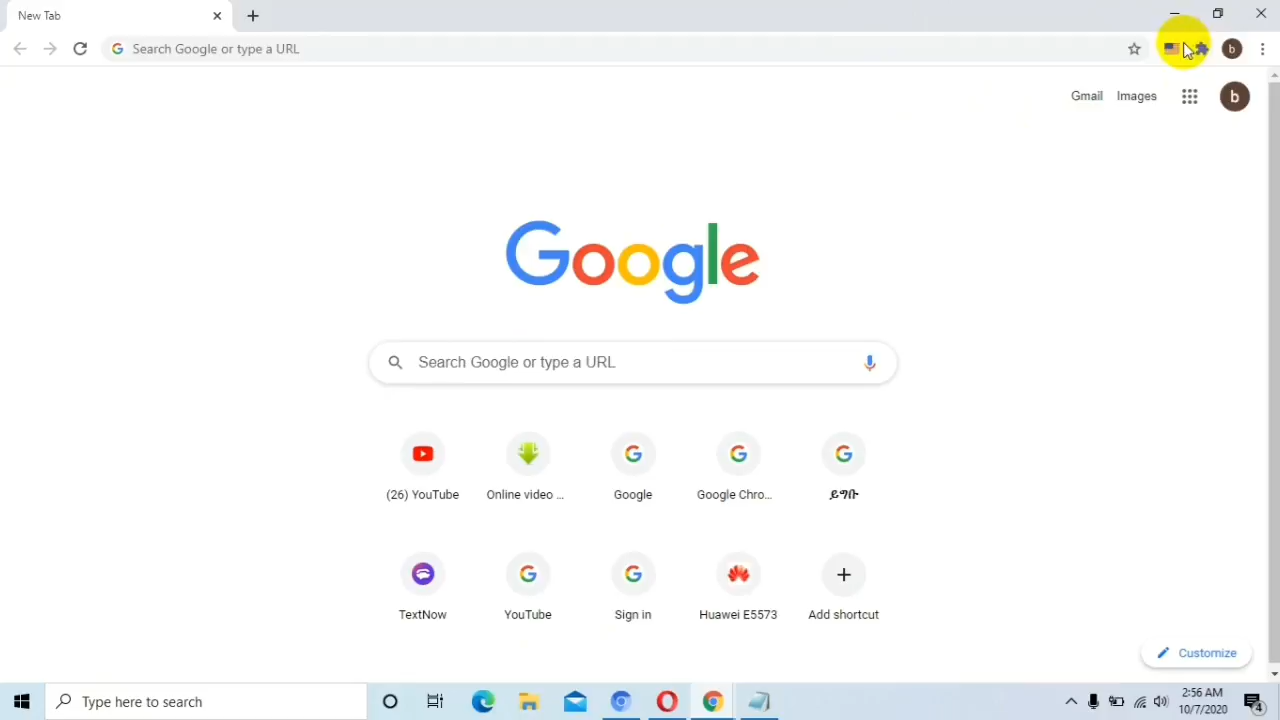 New Tab
Search Google or type a URL
b
Gmail
Images
b
Google
Search Google or type a URL
(26) YouTube
Online video ...
Google
Google Chro...
ይግቡ
TextNow
YouTube
Sign in
Huawei E5573
Add shortcut
Customize
Type here to search
2:56 AM
10/7/2020
4